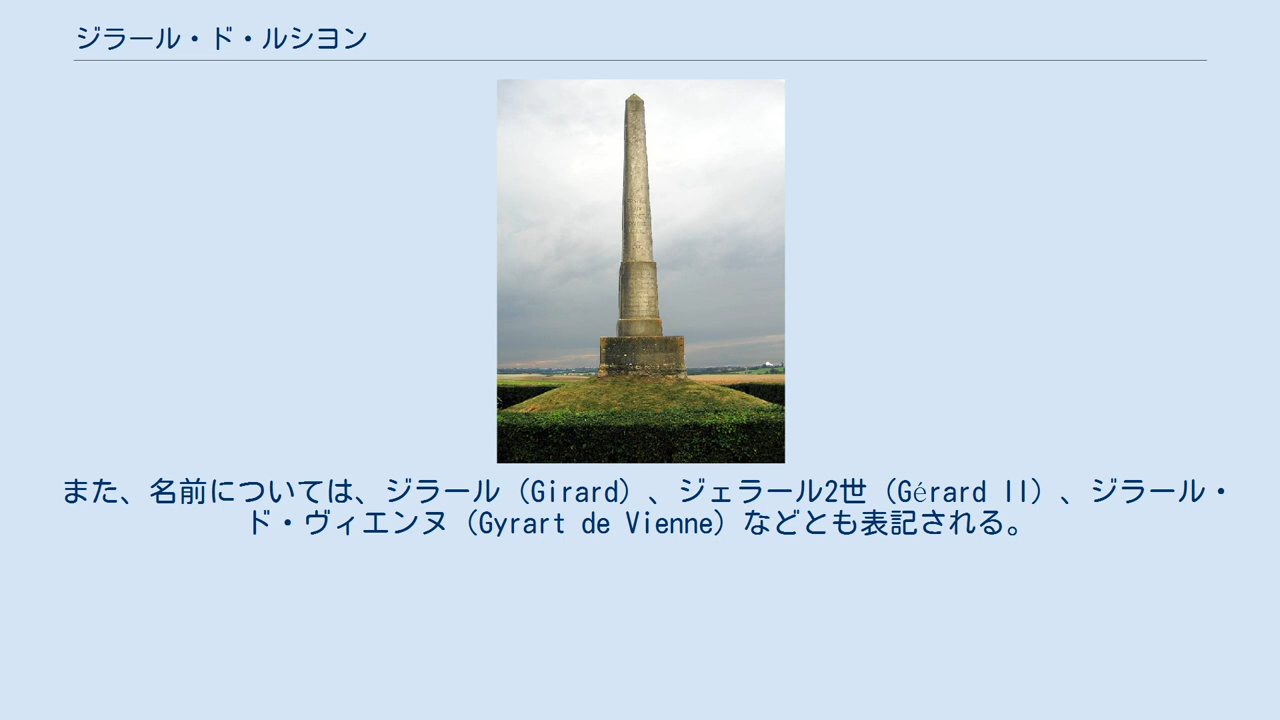 ジラール・ド・ルシヨン
また、名前については、ジラール（Girard）、ジェラール2世（Gérard II）、ジラール・
ド・ヴィエンヌ（Gyrart de Vienne）などとも表記される。